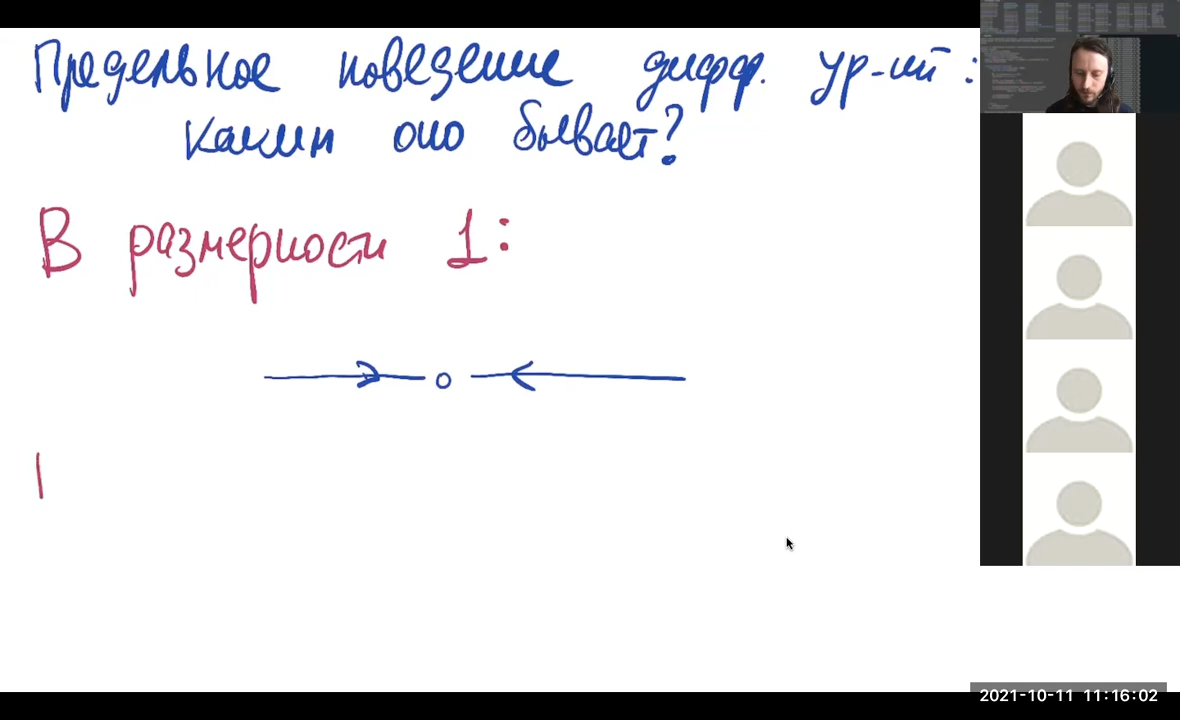 Предельное поведение дифф. ур-ий:
каким оно бывает?
В размерности 1:
2021-10-11 11:16:02